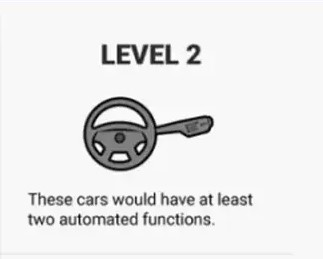 LEVEL 2
These cars would have at least
two automated functions.